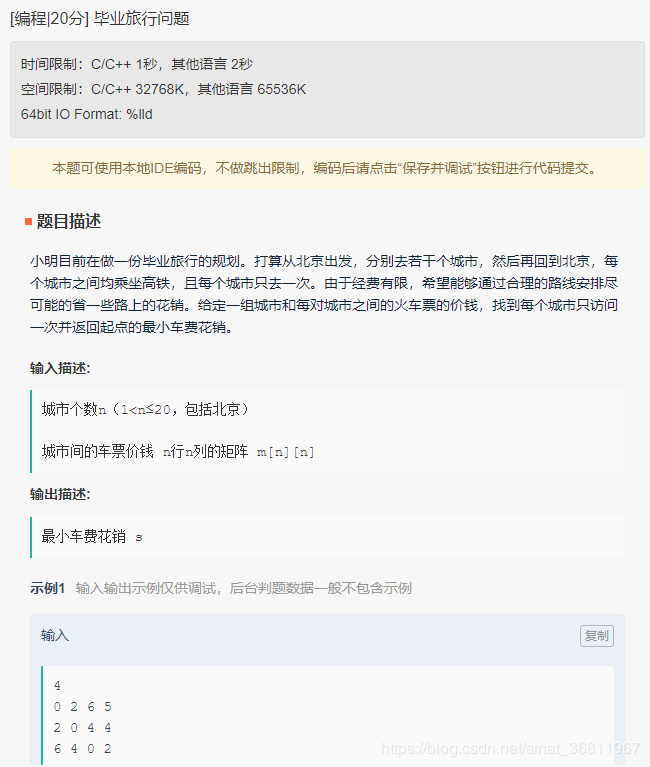 [编程|20分] 毕业旅行问题
时间限制：C/C++ 1秒，其他语言 2秒
空间限制：C/C++ 32768K，其他语言 65536K
64bit IO Format: %lld
本题可使用本地IDE编码，不做跳出限制，编码后请点击“保存并调试”按钮进行代码提交。
题目描述
小明目前在做一份毕业旅行的规划。打算从北京出发，分别去若干个城市，然后再回到北京，每
个城市之间均乘坐高铁，且每个城市只去一次。由于经费有限，希望能够通过合理的路线安排尽
可能的省一些路上的花销。给定一组城市和每对城市之间的火车票的价钱，找到每个城市只访问
一次并返回起点的最小车费花销。
输入描述:
城市个数n（1<n≤20，包括北京）
城市间的车票价钱 n行n列的矩阵 m[n][n]
输出描述:
最小车费花销 s
示例1 输入输出示例仅供调试，后台判题数据一般不包含示例
输入 复制
4
0 2 6 5
2 0 4 4
6 4 0 2
https://blog.csdn.net/sinat_36811967